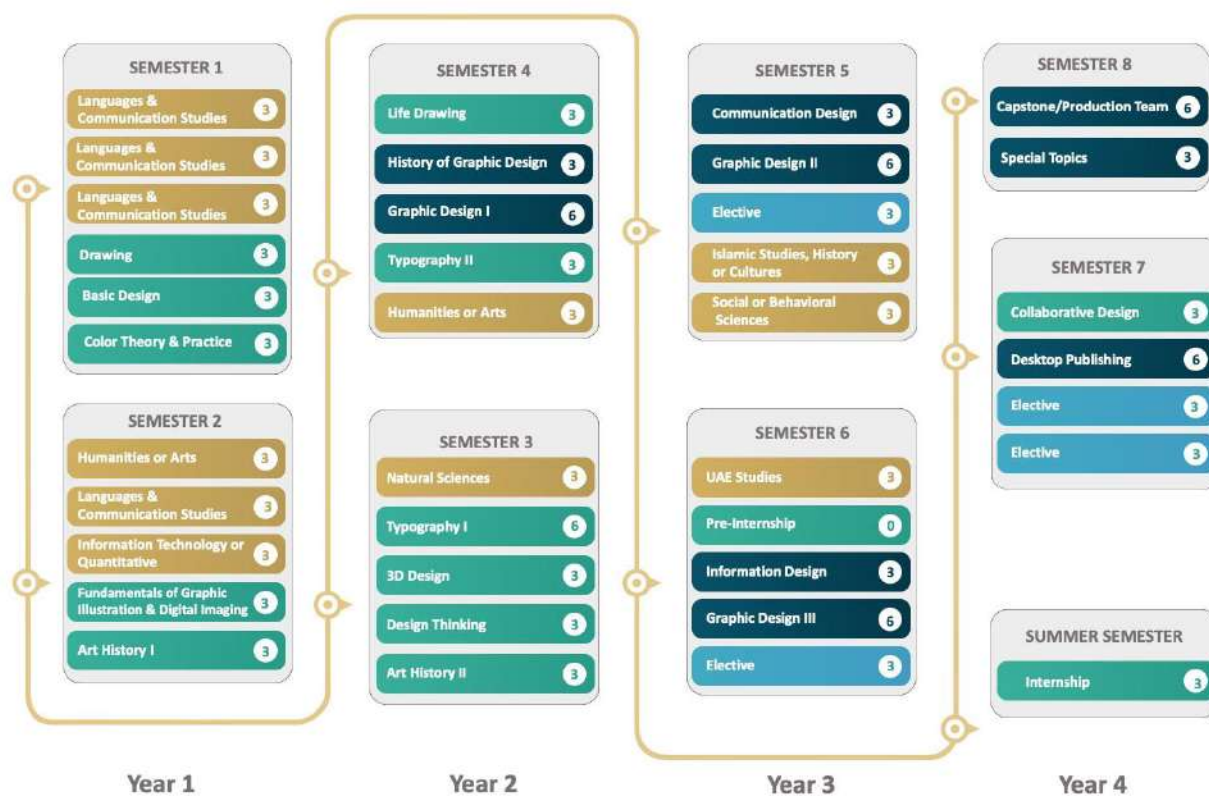 SEMESTER 1
Languages &
Communication Studies 3
Languages &
Communication Studies 3
Languages &
Communication Studies 3
Drawing 3
Basic Design 3
Color Theory & Practice 3
SEMESTER 2
Humanities or Arts 3
Languages &
Communication Studies 3
Information Technology or
Quantitative 3
Fundamentals of Graphic
Illustration & Digital Imaging 3
Art History I 3
Year 1
SEMESTER 4
Life Drawing 3
History of Graphic Design 3
Graphic Design I 6
Typography II 3
Humanities or Arts 3
SEMESTER 3
Natural Sciences 3
Typography I 6
3D Design 3
Design Thinking 3
Art History II 3
Year 2
SEMESTER 5
Communication Design 3
Graphic Design II 6
Elective 3
Islamic Studies, History
or Cultures 3
Social or Behavioral
Sciences 3
SEMESTER 6
UAE Studies 3
Pre-Internship 0
Information Design 3
Graphic Design III 6
Elective 3
Year 3
SEMESTER 8
Capstone/Production Team 6
Special Topics 3
SEMESTER 7
Collaborative Design 3
Desktop Publishing 6
Elective 3
Elective 3
SUMMER SEMESTER
Internship 3
Year 4